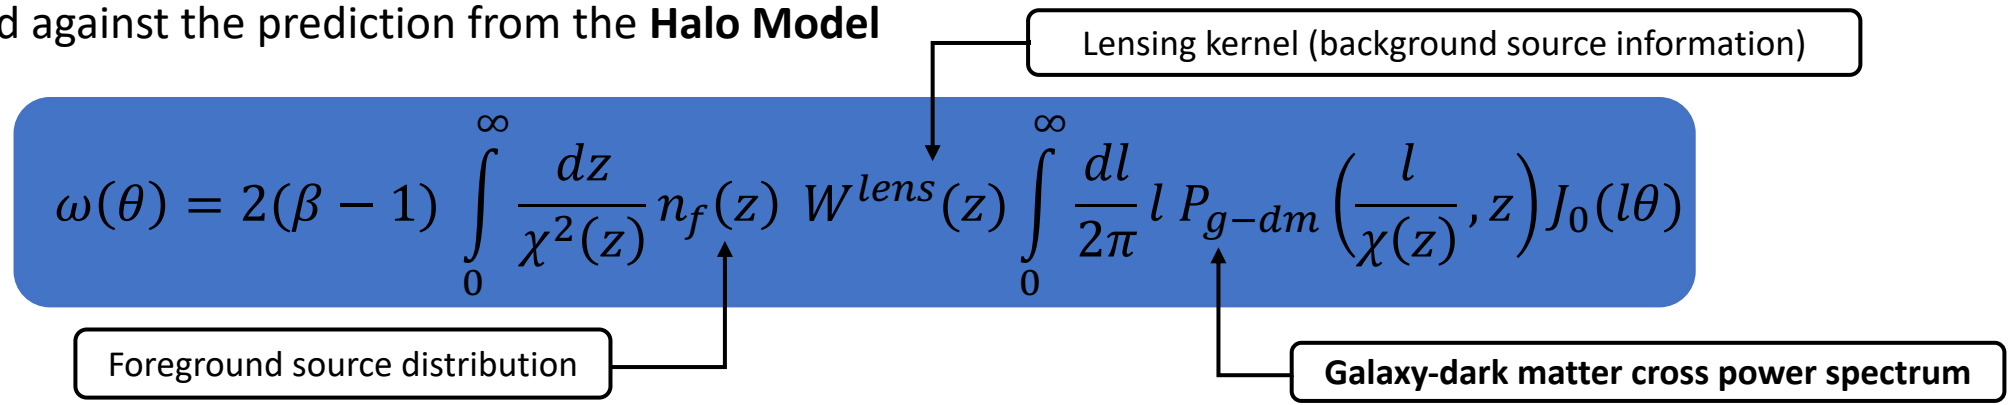 d against the prediction from the Halo Model
Lensing kernel (background source information)
ω(θ) = 2(β − 1) ∫₀^∞ dz/χ²(z) n_f(z) W^lens(z) ∫₀^∞ dl/2π l P_g−dm (l/χ(z), z) J₀(lθ)
Foreground source distribution
Galaxy-dark matter cross power spectrum